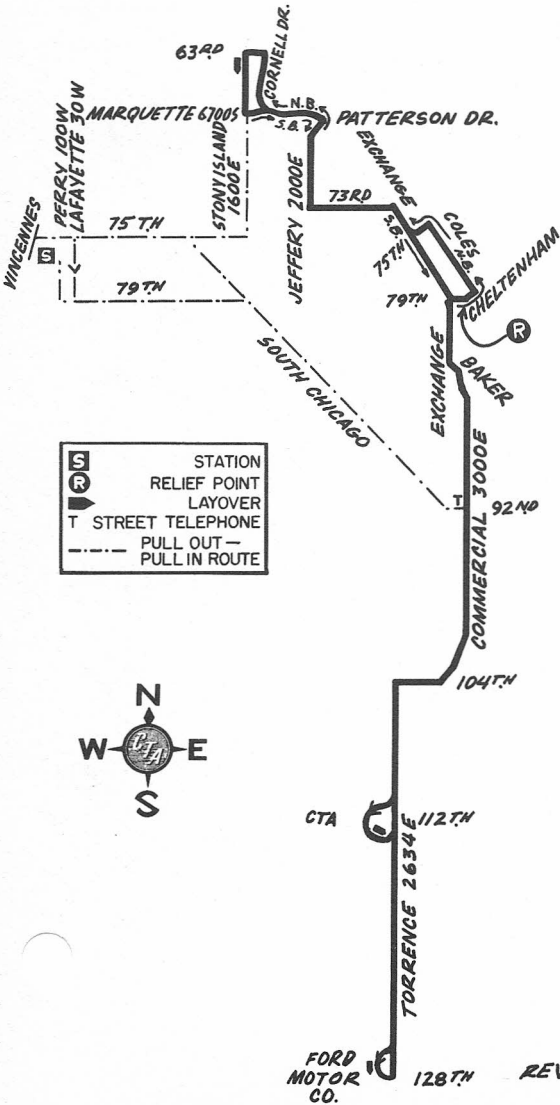 63RD
CORNELL DR.
MARQUETTE 6700S
N.B.
S.B.
PATTERSON DR.
PERRY 100W
LAFAYETTE 30W
STONY ISLAND
1600E
EXCHANGE
VINCENNES
S
75TH
JEFFERY 2000E
73RD
S.B.
75TH
COLES
N.B.
79TH
79TH
CHELTENHAM
R
SOUTH CHICAGO
EXCHANGE
BAKER
S STATION
R RELIEF POINT
LAYOVER
T STREET TELEPHONE
PULL OUT—
PULL IN ROUTE
T
92ND
COMMERCIAL 3000E
104TH
N
W CTA E
S
CTA
112TH
TORRENCE 2634E
FORD
MOTOR
CO.
128TH
REV